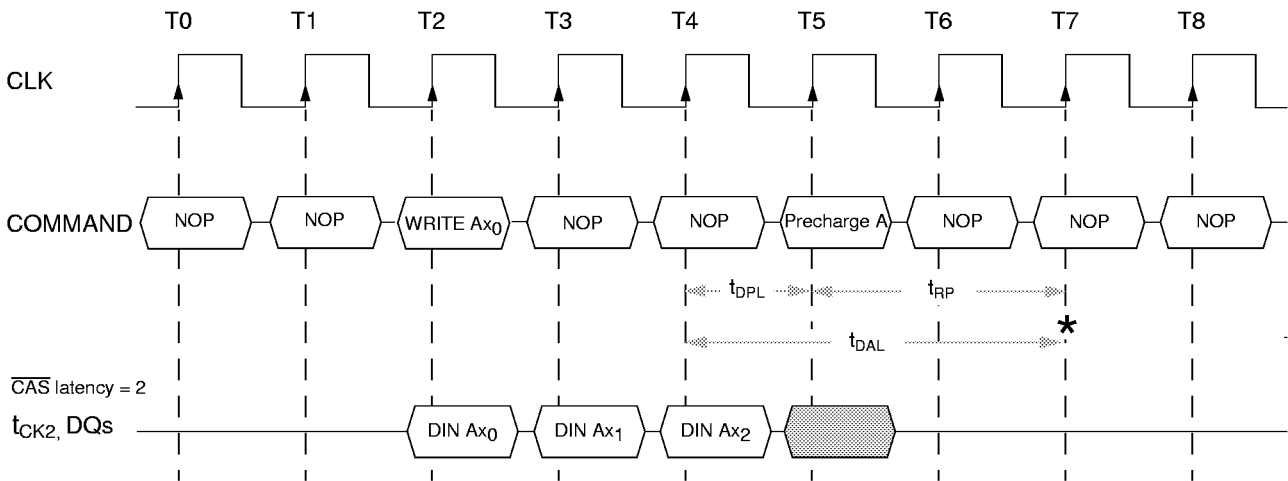 T0 T1 T2 T3 T4 T5 T6 T7 T8
CLK
COMMAND NOP NOP WRITE Ax0 NOP NOP Precharge A NOP NOP NOP
tDPL tRP
*
tDAL
CAS latency = 2
tCK2, DQs DIN Ax0 DIN Ax1 DIN Ax2